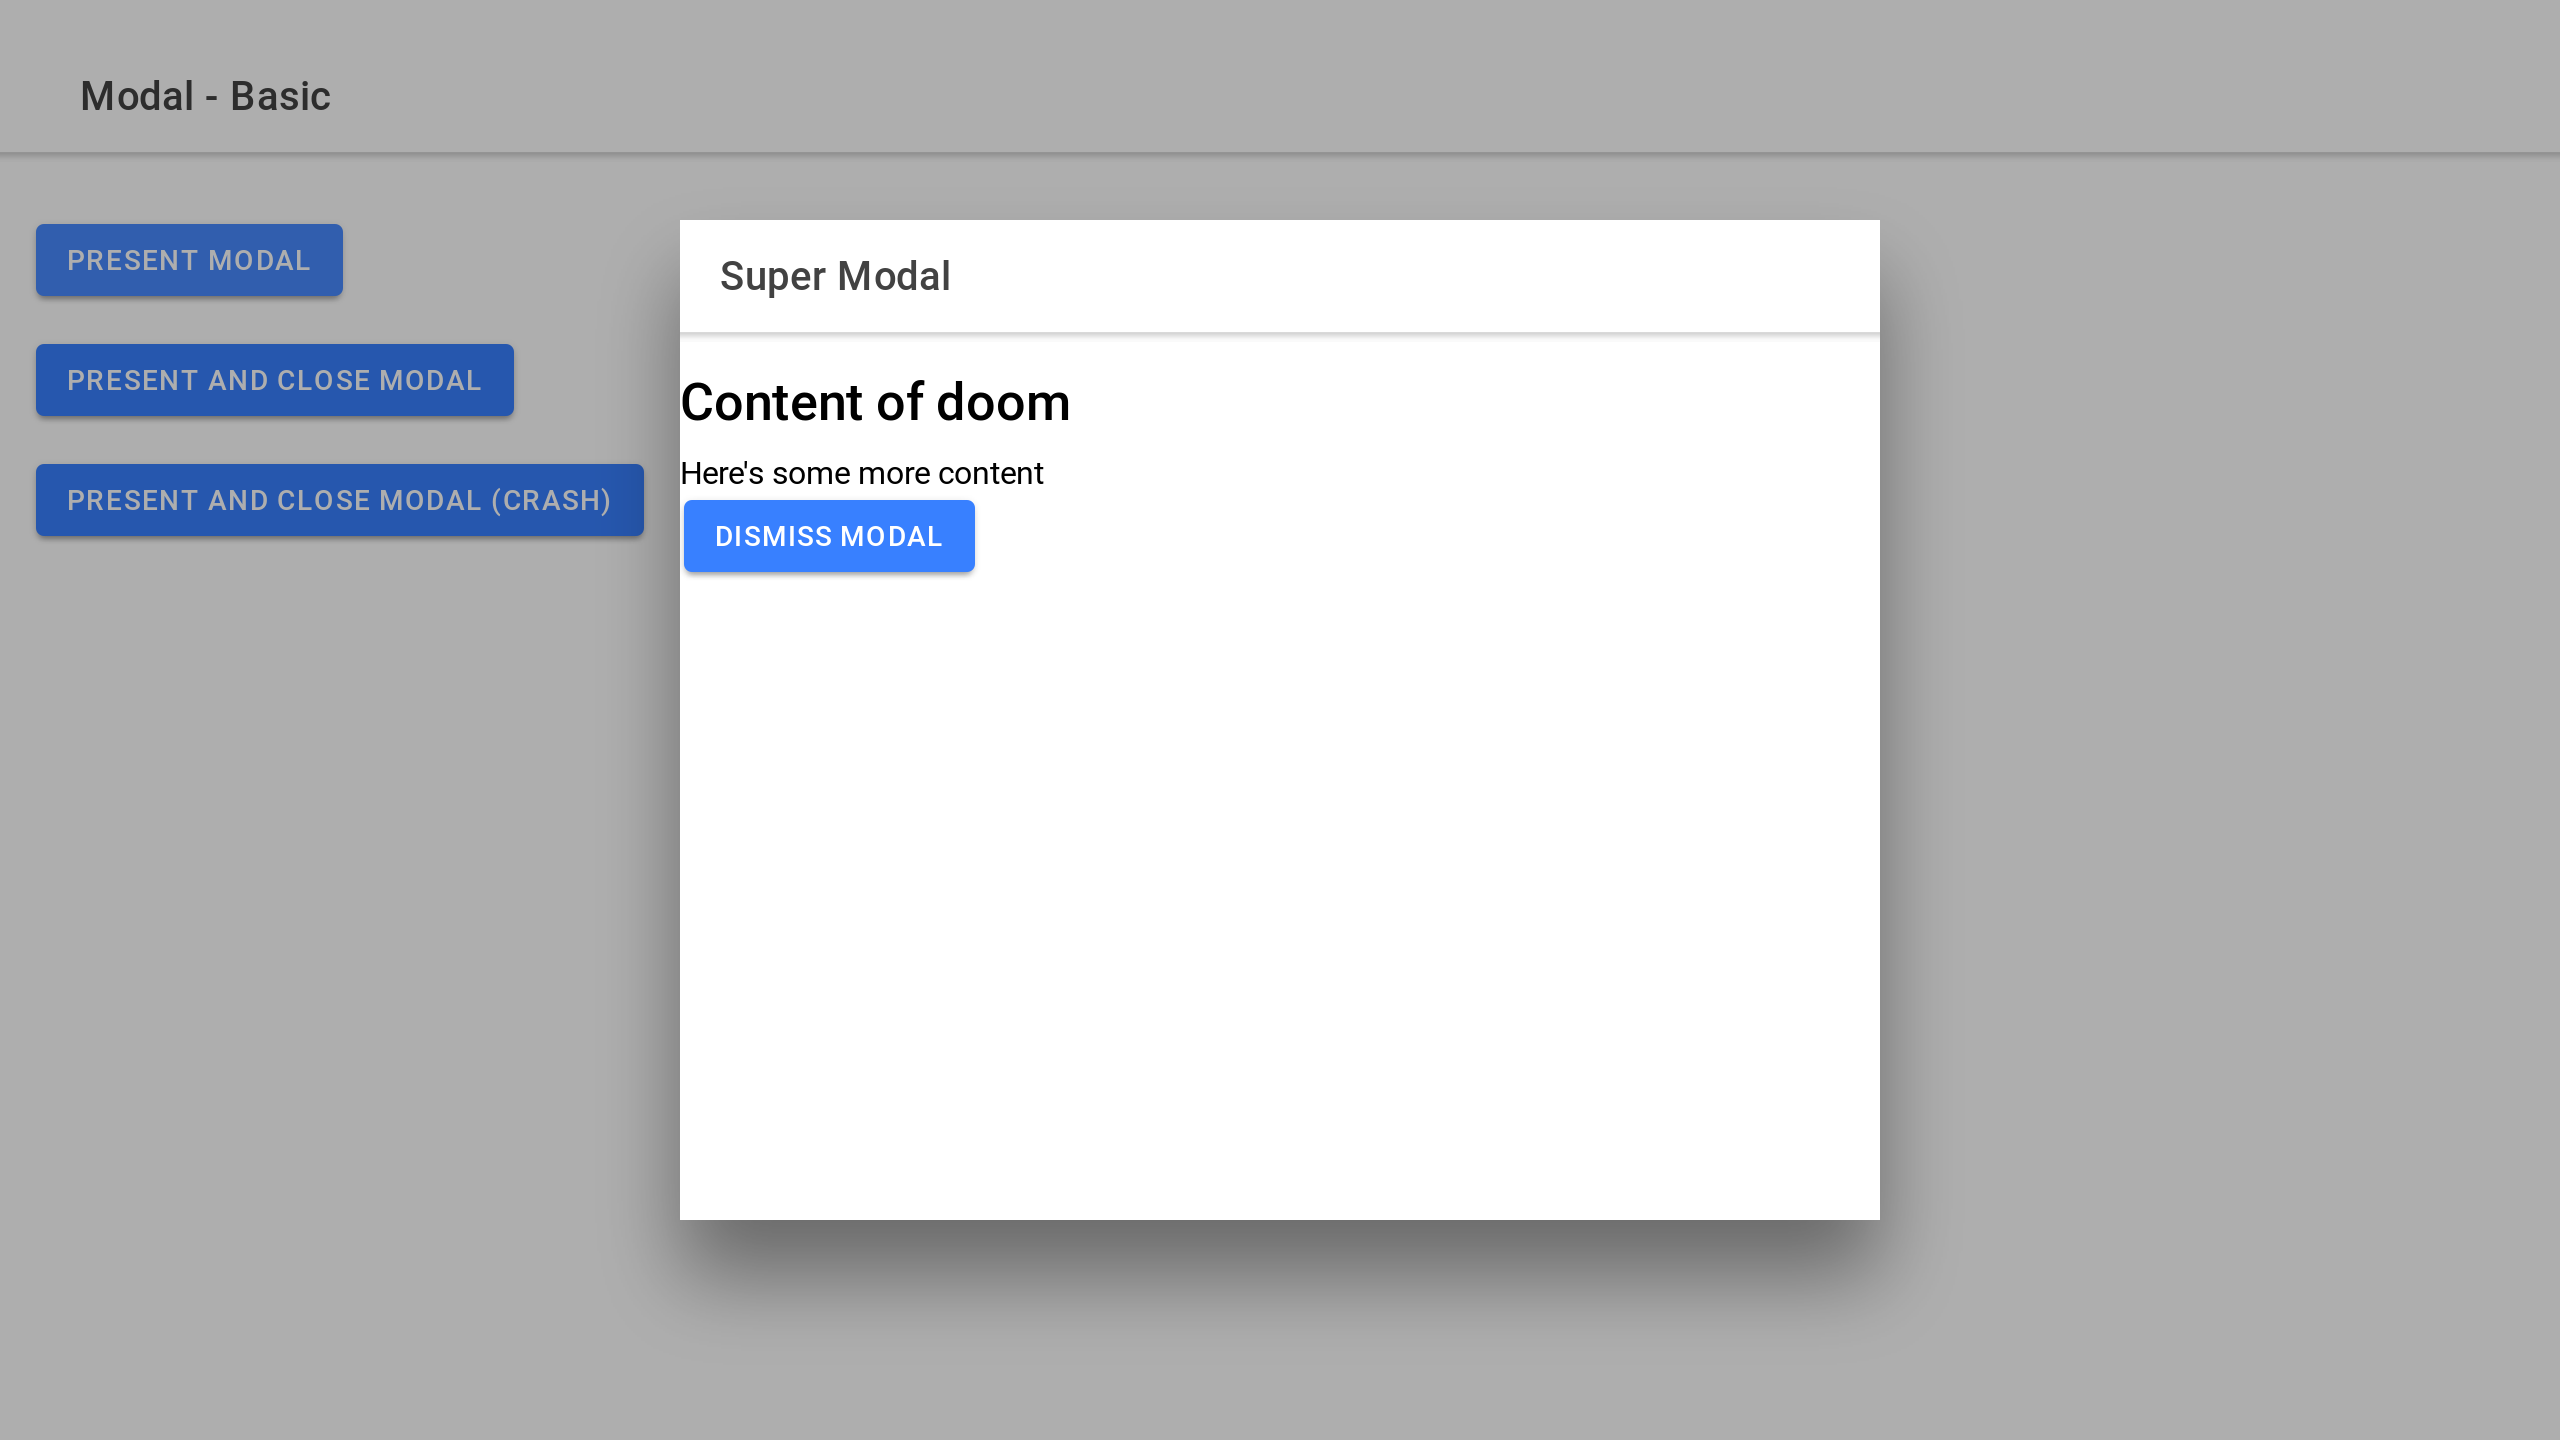 Modal - Basic
PRESENT MODAL
PRESENT AND CLOSE MODAL
PRESENT AND CLOSE MODAL (CRASH)
Super Modal
Content of doom
Here's some more content
DISMISS MODAL